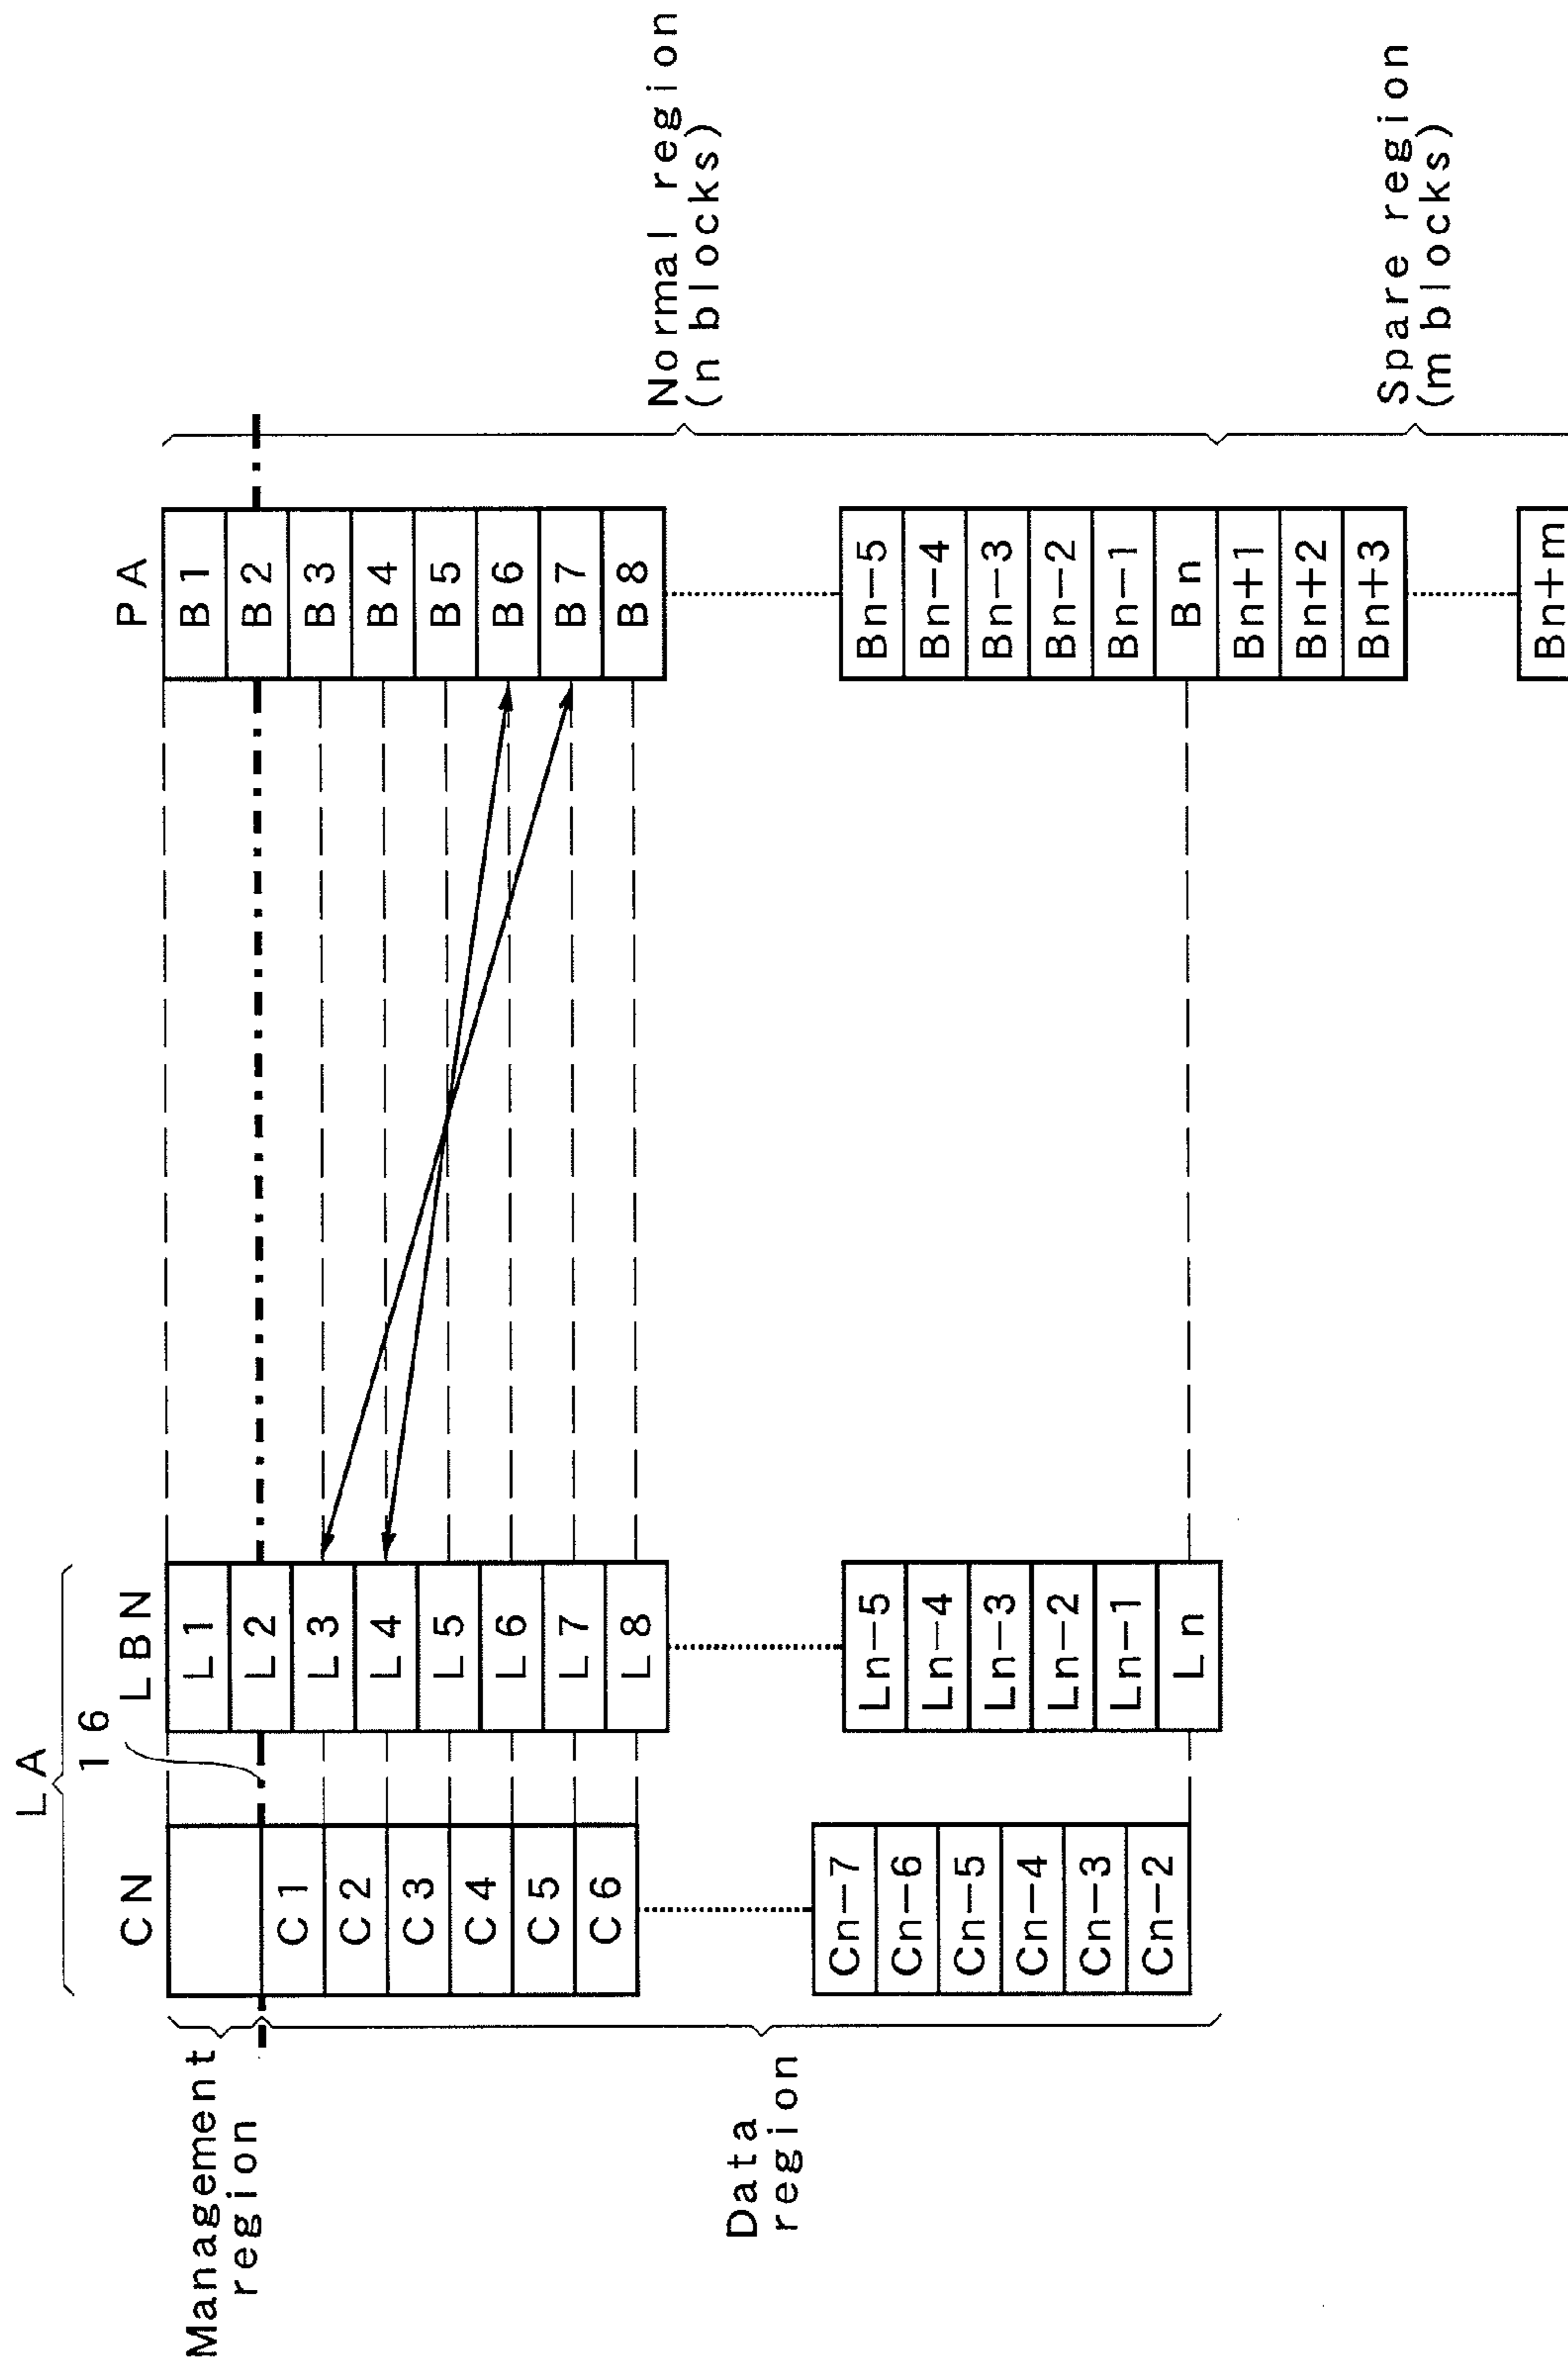 LA
CN
16
LBN
PA
Management
region
Data
region
C1
C2
C3
C4
C5
C6
Cn-7
Cn-6
Cn-5
Cn-4
Cn-3
Cn-2
L1
L2
L3
L4
L5
L6
L7
L8
Ln-5
Ln-4
Ln-3
Ln-2
Ln-1
Ln
B1
B2
B3
B4
B5
B6
B7
B8
Bn-5
Bn-4
Bn-3
Bn-2
Bn-1
Bn
Bn+1
Bn+2
Bn+3
Bn+m
Normal region
(n blocks)
Spare region
(m blocks)